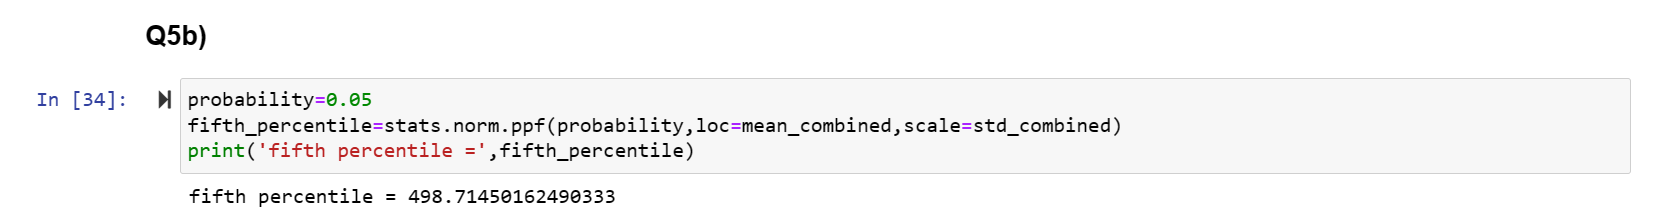 Q5b)
In [34]:
probability=0.05
fifth_percentile=stats.norm.ppf(probability,loc=mean_combined,scale=std_combined)
print('fifth percentile =',fifth_percentile)
fifth percentile = 498.71450162490333